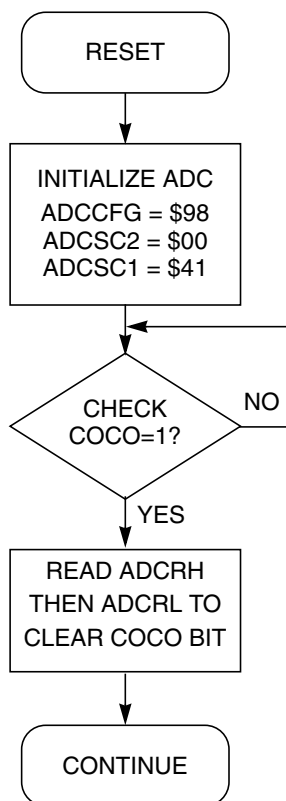 RESET
INITIALIZE ADC
ADCCFG = $98
ADCSC2 = $00
ADCSC1 = $41
CHECK
COCO=1?
NO
YES
READ ADCRH
THEN ADCRL TO
CLEAR COCO BIT
CONTINUE